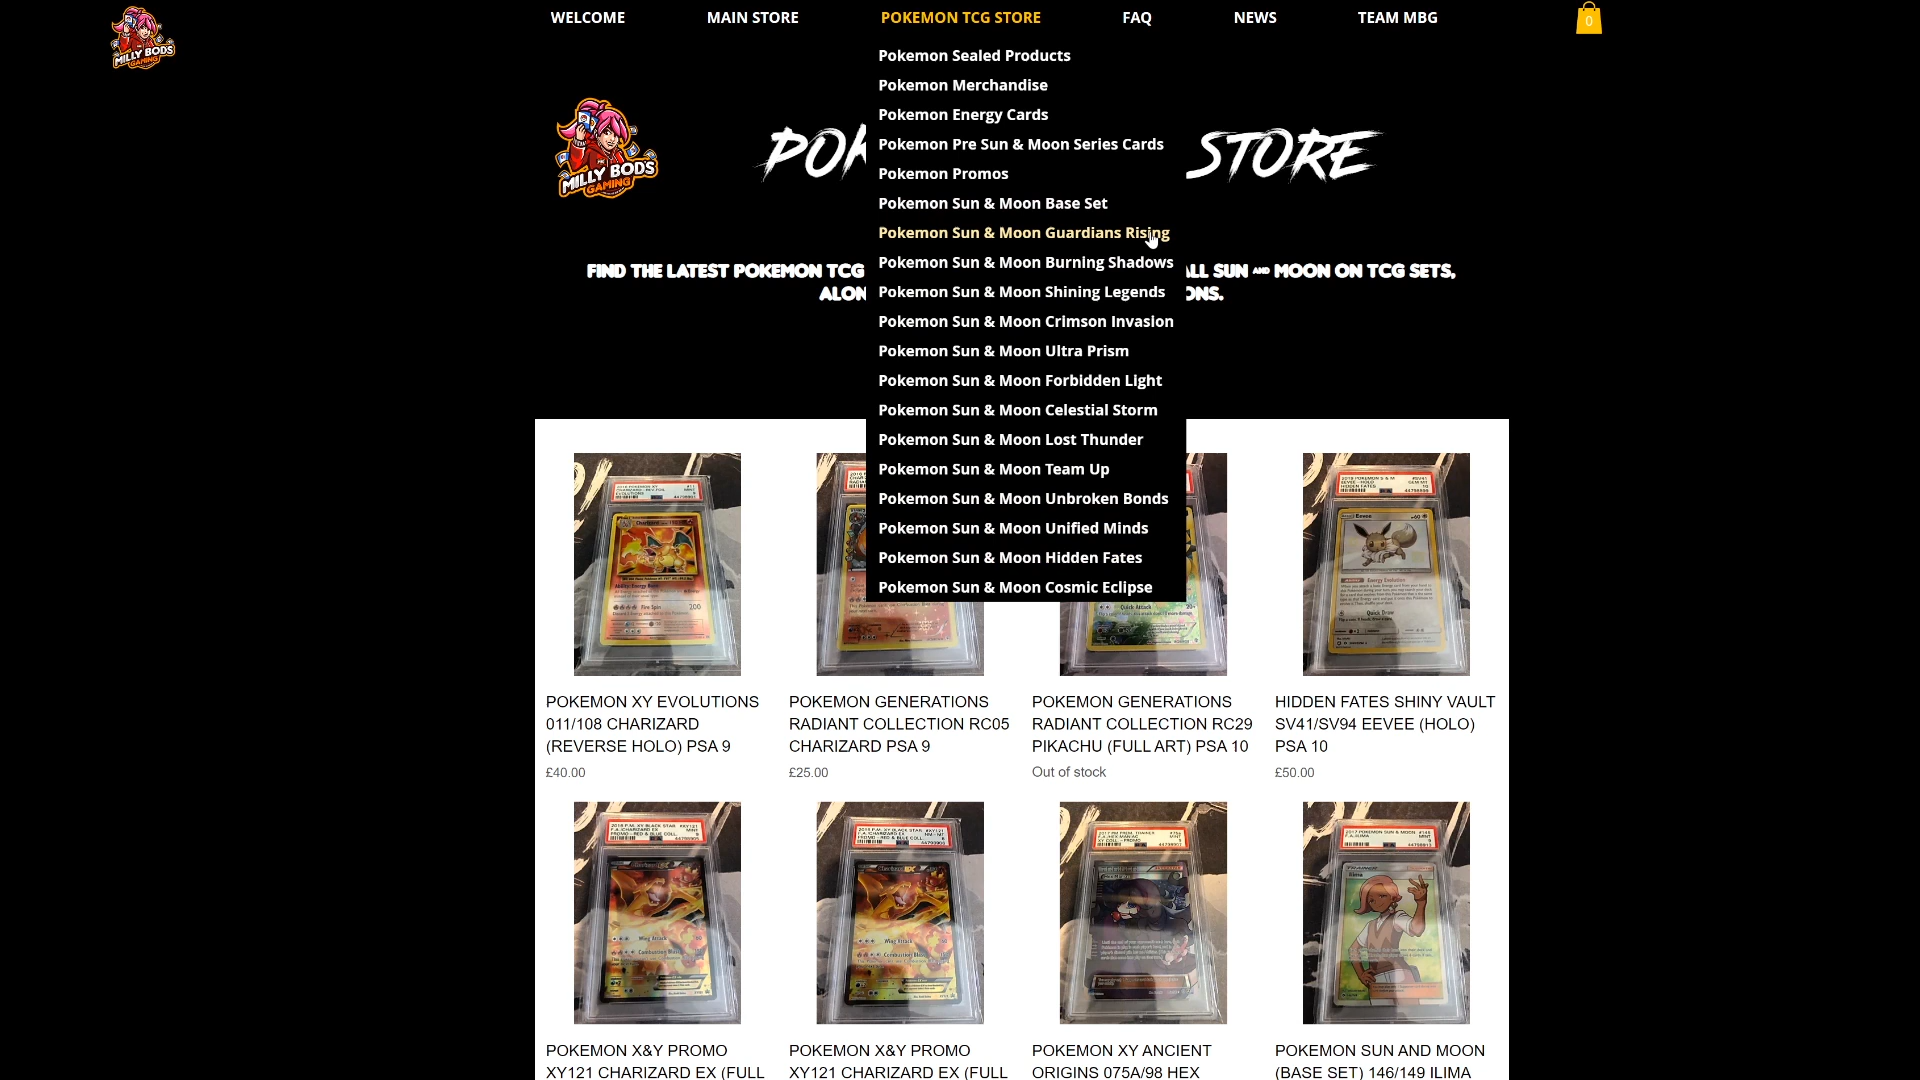 MILLY BODS
GAMING
WELCOME
MAIN STORE
POKEMON TCG STORE
FAQ
NEWS
TEAM MBG
0
Pokemon Sealed Products
Pokemon Merchandise
Pokemon Energy Cards
Pokemon Pre Sun & Moon Series Cards
Pokemon Promos
Pokemon Sun & Moon Base Set
Pokemon Sun & Moon Guardians Rising
Pokemon Sun & Moon Burning Shadows
Pokemon Sun & Moon Shining Legends
Pokemon Sun & Moon Crimson Invasion
Pokemon Sun & Moon Ultra Prism
Pokemon Sun & Moon Forbidden Light
Pokemon Sun & Moon Celestial Storm
Pokemon Sun & Moon Lost Thunder
Pokemon Sun & Moon Team Up
Pokemon Sun & Moon Unbroken Bonds
Pokemon Sun & Moon Unified Minds
Pokemon Sun & Moon Hidden Fates
Pokemon Sun & Moon Cosmic Eclipse
MILLY BODS
GAMING
STORE
FIND THE LATEST POKEMON TCG
SUN AND MOON ON TCG SETS,
POKEMON XY EVOLUTIONS
011/108 CHARIZARD
(REVERSE HOLO) PSA 9
£40.00
POKEMON GENERATIONS
RADIANT COLLECTION RC05
CHARIZARD PSA 9
£25.00
POKEMON GENERATIONS
RADIANT COLLECTION RC29
PIKACHU (FULL ART) PSA 10
Out of stock
HIDDEN FATES SHINY VAULT
SV41/SV94 EEVEE (HOLO)
PSA 10
£50.00
POKEMON X&Y PROMO
XY121 CHARIZARD EX (FULL
POKEMON X&Y PROMO
XY121 CHARIZARD EX (FULL
POKEMON XY ANCIENT
ORIGINS 075A/98 HEX
POKEMON SUN AND MOON
(BASE SET) 146/149 ILIMA